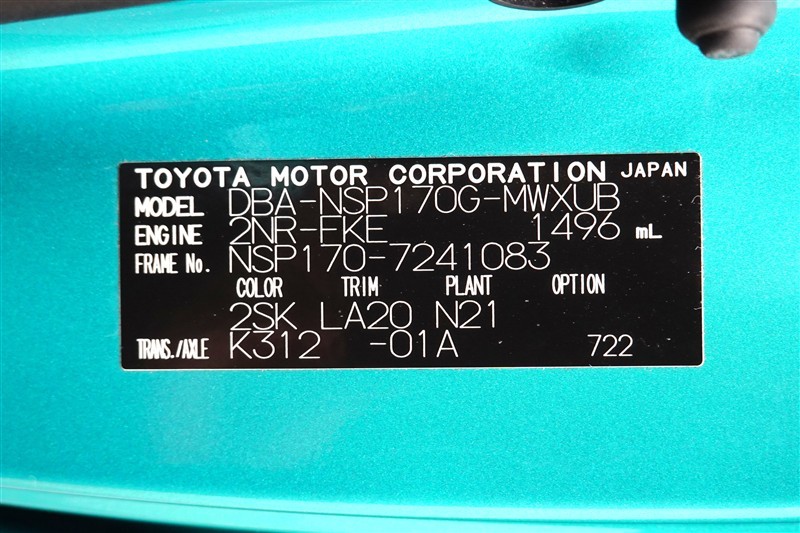 TOYOTA MOTOR CORPORATION JAPAN
MODEL DBA-NSP170G-MWXUB
ENGINE 2NR-FKE 1496 mL
FRAME No. NSP170-7241083
COLOR TRIM PLANT OPTION
2SK LA20 N21
TRANS./AXLE K312 -01A 722